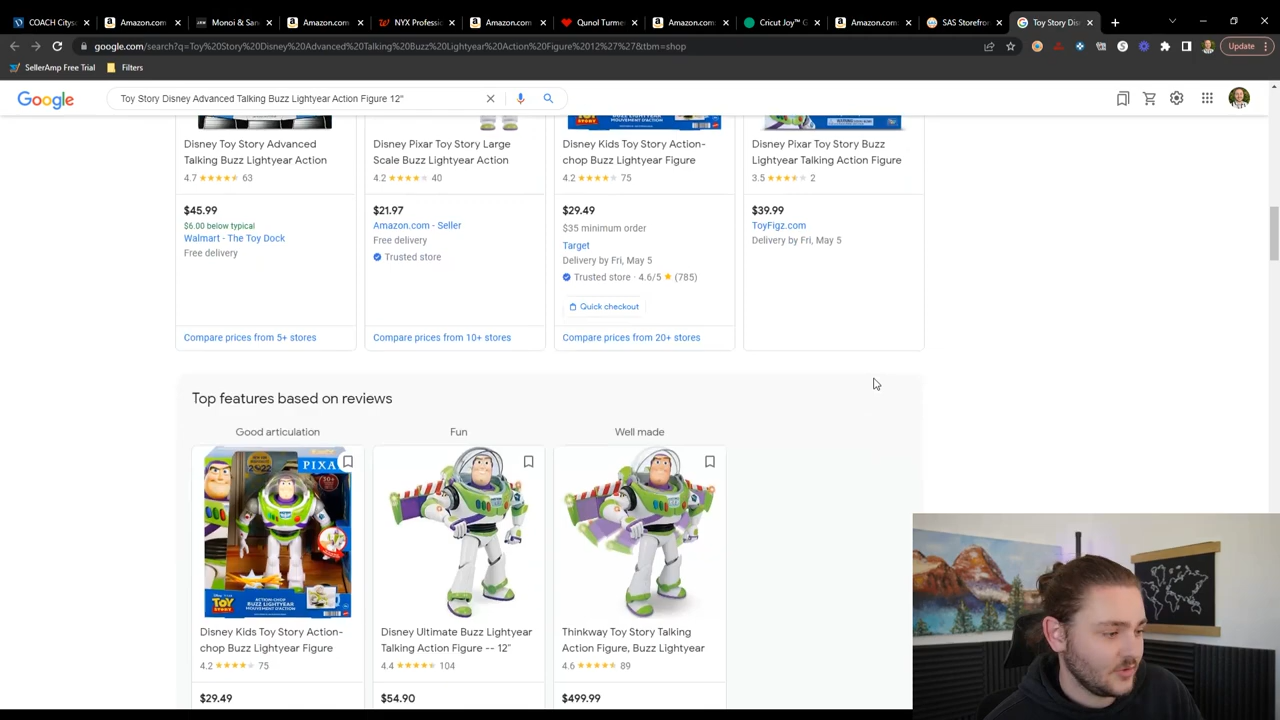 COACH Citys
Amazon.com
Monoi & San
Amazon.com
NYX Professio
Amazon.com
Qunol Turme
Amazon.com
Cricut Joy™ G
Amazon.com
SAS Storefro
Toy Story Dis
google.com/search?q=Toy%20Story%20Disney%20Advanced%20Talking%20Buzz%20Lightyear%20Action%20Figure%2012%27%27&tbm=shop
Update
SellerAmp Free Trial
Filters
Google
Toy Story Disney Advanced Talking Buzz Lightyear Action Figure 12''
Disney Toy Story Advanced
Talking Buzz Lightyear Action
4.7 63
$45.99
$6.00 below typical
Walmart - The Toy Dock
Free delivery
Compare prices from 5+ stores
Disney Pixar Toy Story Large
Scale Buzz Lightyear Action
4.2 40
$21.97
Amazon.com - Seller
Free delivery
Trusted store
Compare prices from 10+ stores
Disney Kids Toy Story Action-
chop Buzz Lightyear Figure
4.2 75
$29.49
$35 minimum order
Target
Delivery by Fri, May 5
Trusted store · 4.6/5 ★ (785)
Quick checkout
Compare prices from 20+ stores
Disney Pixar Toy Story Buzz
Lightyear Talking Action Figure
3.5 2
$39.99
ToyFigz.com
Delivery by Fri, May 5
Top features based on reviews
Good articulation
PIXA
TOY
STORY
BUZZ LIGHTYEAR
Disney Kids Toy Story Action-
chop Buzz Lightyear Figure
4.2 75
$29.49
Fun
Disney Ultimate Buzz Lightyear
Talking Action Figure -- 12"
4.4 104
$54.90
Well made
Thinkway Toy Story Talking
Action Figure, Buzz Lightyear
4.6 89
$499.99